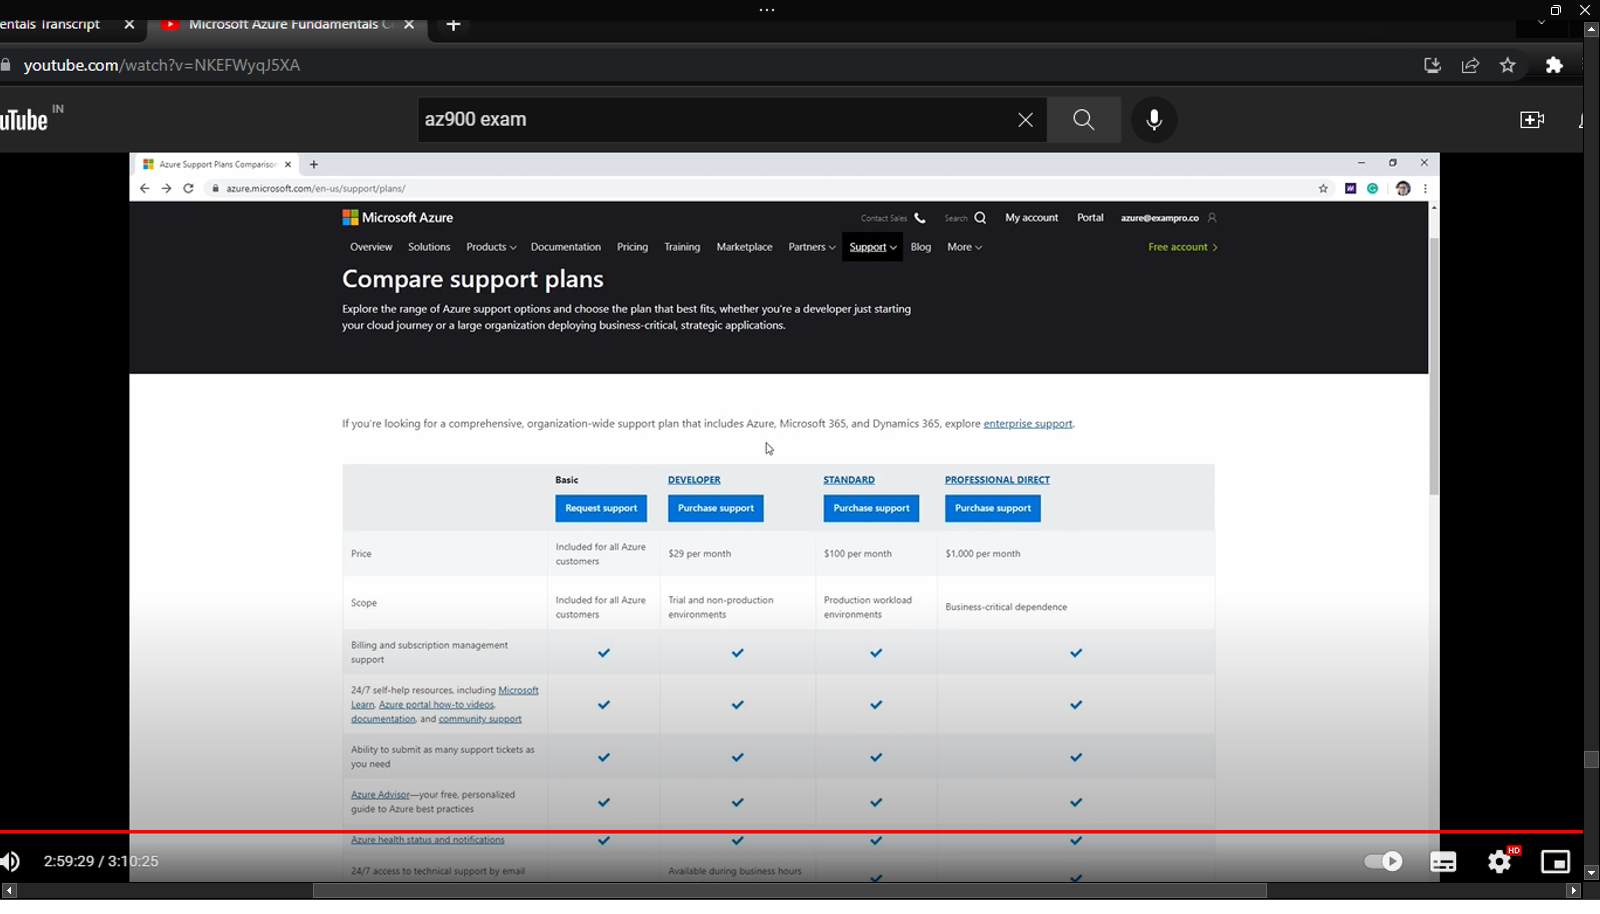 entals Transcript
Microsoft Azure Fundamentals C
youtube.com/watch?v=NKEFWyqJ5XA
uTube IN
az900 exam
Azure Support Plans Comparison
azure.microsoft.com/en-us/support/plans/
Microsoft Azure
Contact Sales
Search
My account
Portal
azure@exampro.co
Overview
Solutions
Products
Documentation
Pricing
Training
Marketplace
Partners
Support
Blog
More
Free account
Compare support plans
Explore the range of Azure support options and choose the plan that best fits, whether you're a developer just starting
your cloud journey or a large organization deploying business-critical, strategic applications.
If you're looking for a comprehensive, organization-wide support plan that includes Azure, Microsoft 365, and Dynamics 365, explore enterprise support.
Basic
DEVELOPER
STANDARD
PROFESSIONAL DIRECT
Request support
Purchase support
Purchase support
Purchase support
Price
Included for all Azure
customers
$29 per month
$100 per month
$1,000 per month
Scope
Included for all Azure
customers
Trial and non-production
environments
Production workload
environments
Business-critical dependence
Billing and subscription management
support
24/7 self-help resources, including Microsoft
Learn, Azure portal how-to videos,
documentation, and community support
Ability to submit as many support tickets as
you need
Azure Advisor—your free, personalized
guide to Azure best practices
Azure health status and notifications
24/7 access to technical support by email
Available during business hours
2:59:29 / 3:10:25
HD